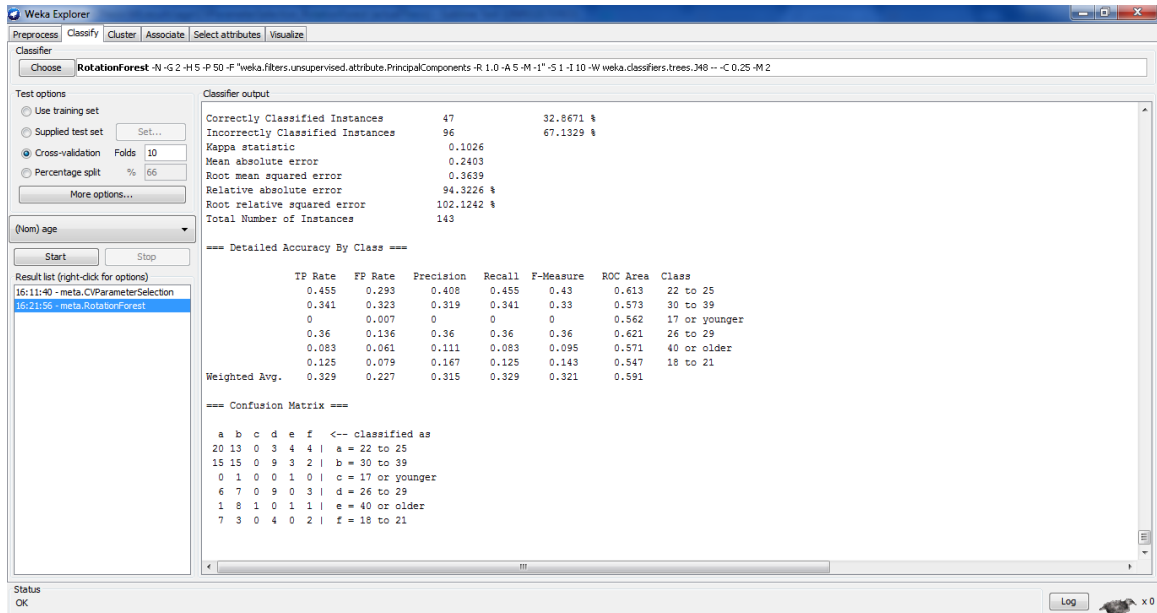 Weka Explorer
Preprocess Classify Cluster Associate Select attributes Visualize
Classifier
Choose RotationForest -N -G 2 -H 5 -P 50 -F "weka.filters.unsupervised.attribute.PrincipalComponents -R 1.0 -A 5 -M -1" -S 1 -I 10 -W weka.classifiers.trees.J48 -- -C 0.25 -M 2
Test options
Use training set
Supplied test set Set...
Cross-validation Folds 10
Percentage split % 66
More options...
(Nom) age
Start Stop
Result list (right-click for options)
16:11:40 - meta.CVParameterSelection
16:21:56 - meta.RotationForest
Classifier output
Correctly Classified Instances 47 32.8671 %
Incorrectly Classified Instances 96 67.1329 %
Kappa statistic 0.1026
Mean absolute error 0.2403
Root mean squared error 0.3639
Relative absolute error 94.3226 %
Root relative squared error 102.1242 %
Total Number of Instances 143
=== Detailed Accuracy By Class ===
TP Rate FP Rate Precision Recall F-Measure ROC Area Class
0.455 0.293 0.408 0.455 0.43 0.613 22 to 25
0.341 0.323 0.319 0.341 0.33 0.573 30 to 39
0 0.007 0 0 0 0.562 17 or younger
0.36 0.136 0.36 0.36 0.36 0.621 26 to 29
0.083 0.061 0.111 0.083 0.095 0.571 40 or older
0.125 0.079 0.167 0.125 0.143 0.547 18 to 21
Weighted Avg. 0.329 0.227 0.315 0.329 0.321 0.591
=== Confusion Matrix ===
a b c d e f <-- classified as
20 13 0 3 4 4 | a = 22 to 25
15 15 0 9 3 2 | b = 30 to 39
0 1 0 0 1 0 | c = 17 or younger
6 7 0 9 0 3 | d = 26 to 29
1 8 1 0 1 1 | e = 40 or older
7 3 0 4 0 2 | f = 18 to 21
Status
OK
Log x 0